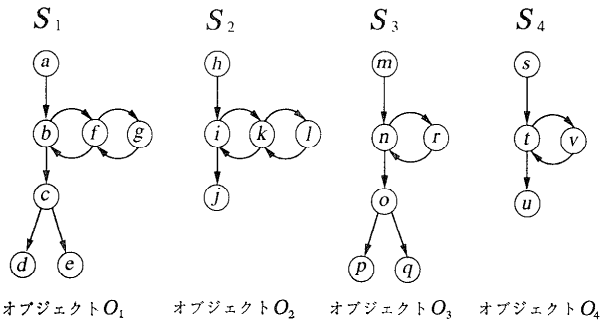 S1 S2 S3 S4
a h m s
b f g i k l n r t v
c j o u
d e p q
オブジェクトO1 オブジェクトO2 オブジェクトO3 オブジェクトO4